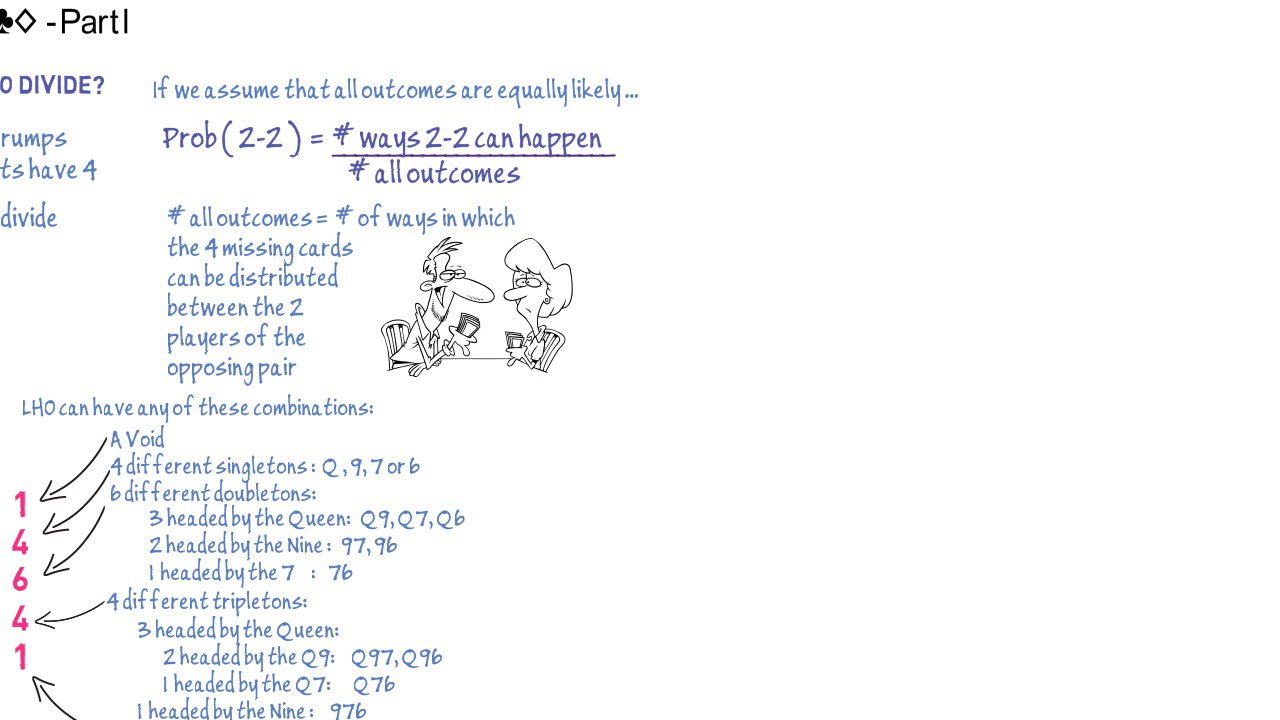 ♣♢ -Part I
O DIVIDE?
If we assume that all outcomes are equally likely...
rumps
ts have 4
Prob ( 2-2 ) = # ways 2-2 can happen
# all outcomes
divide
# all outcomes = # of ways in which
the 4 missing cards
can be distributed
between the 2
players of the
opposing pair
LHO can have any of these combinations:
A Void
4 different singletons: Q, 9, 7 or 6
6 different doubletons:
3 headed by the Queen: Q9, Q7, Q6
2 headed by the Nine: 97, 96
1 headed by the 7 : 76
4 different tripletons:
3 headed by the Queen:
2 headed by the Q9: Q97, Q96
1 headed by the Q7: Q76
1 headed by the Nine: 976
1
4
6
4
1